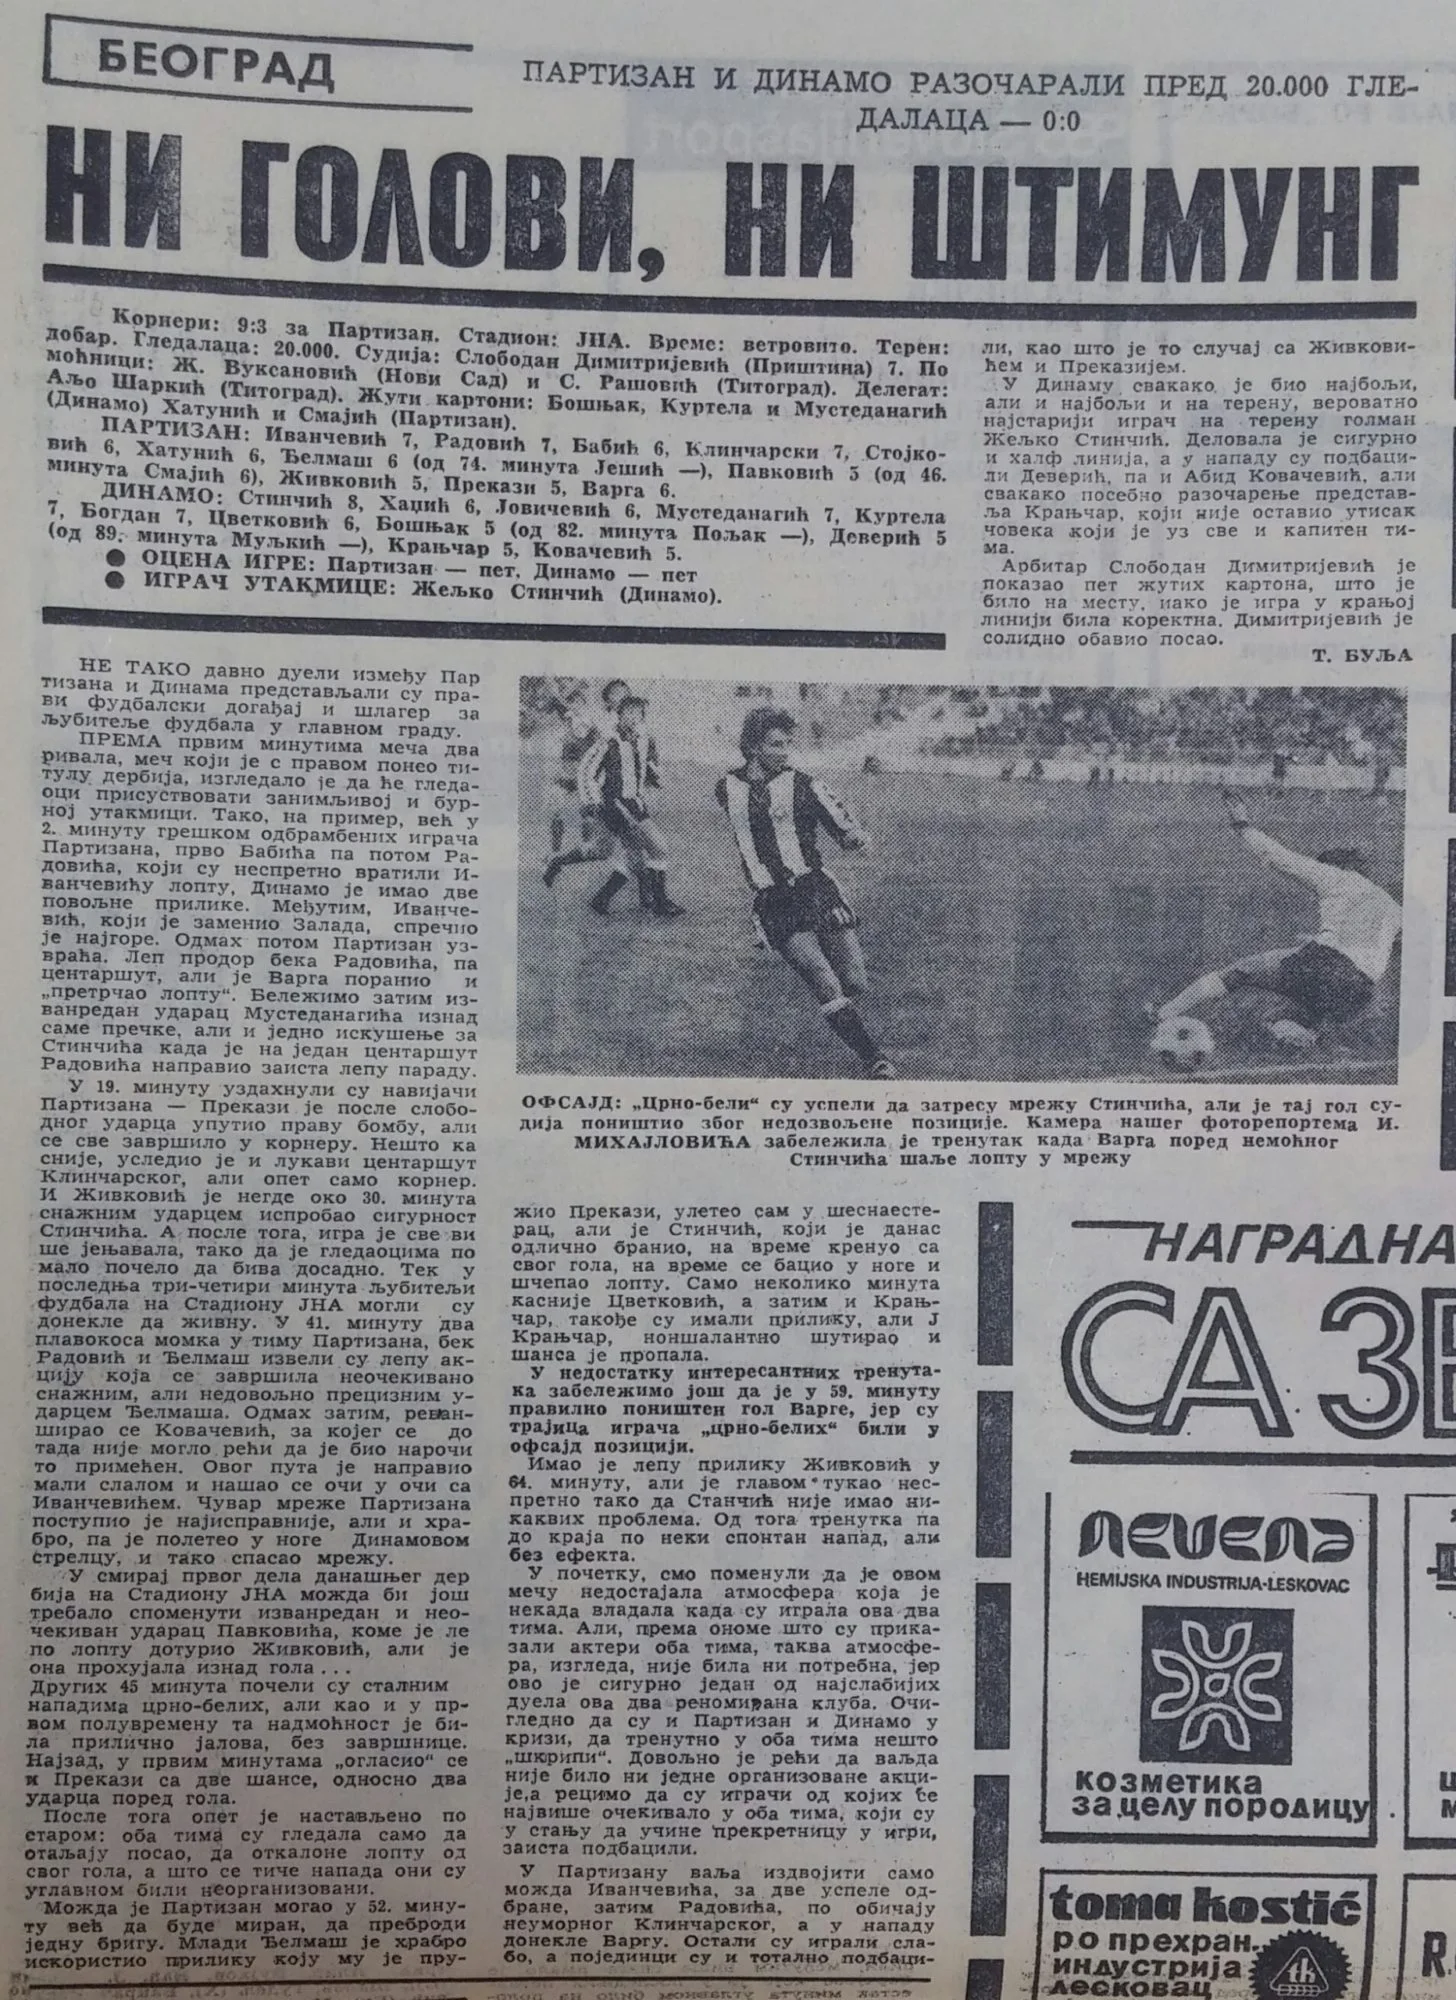 БЕОГРАД
ПАРТИЗАН И ДИНАМО РАЗОЧАРАЛИ ПРЕД 20.000 ГЛЕ-
ДАЛАЦА — 0:0
НИ ГОЛОВИ, НИ ШТИМУНГ
Корнери: 9:3 за Партизан. Стадион: ЈНА. Време: ветровито. Терен:
добар. Гледалаца: 20.000. Судија: Слободан Димитријевић (Приштина) 7. По
моћници: Ж. Вуксановић (Нови Сад) и С. Рашовић (Титоград). Делегат:
Аљо Шаркић (Титоград). Жути картони: Бошњак, Куртела и Мустеданагић
(Динамо) Хатунић и Смајић (Партизан).
ПАРТИЗАН: Иванчевић 7, Радовић 7, Бабић 6, Клинчарски 7, Стојко-
вић 6, Хатунић 6, Ђелмаш 6 (од 74. минута Јешић —), Павковић 5 (од 46.
минута Смајић 6), Живковић 5, Прекази 5, Варга 6.
ДИНАМО: Стинчић 8, Хаџић 6, Јовичевић 6, Мустеданагић 7, Куртела
7, Богдан 7, Цветковић 6, Бошњак 5 (од 82. минута Пољак —), Деверић 5
(од 89. минута Муљкић —), Крањчар 5, Ковачевић 5.
● ОЦЕНА ИГРЕ: Партизан — пет, Динамо — пет
● ИГРАЧ УТАКМИЦЕ: Жељко Стинчић (Динамо).
НЕ ТАКО давно дуели између Пар
тизана и Динама представљали су пра-
ви фудбалски догађај и шлагер за
љубитеље фудбала у главном граду.
ПРЕМА првим минутима меча два
ривала, меч који је с правом понео ти-
тулу дербија, изгледало је да ће гледа-
оци присуствовати занимљивој и бур-
ној утакмици. Тако, на пример, већ у
2. минуту грешком одбрамбених играча
Партизана, прво Бабића па потом Ра-
довића, који су неспретно вратили И-
ванчевићу лопту, Динамо је имао две
повољне прилике. Међутим, Иванче-
вић, који је заменио Залада, спречио
је најгоре. Одмах потом Партизан уз-
враћа. Леп продор бека Радовића, па
центаршут, али је Варга поранио и
„претрчао лопту“. Бележимо затим из-
ванредан ударац Мустеданагића изнад
саме пречке, али и једно искушење за
Стинчића када је на један центаршут
Радовића направио заиста лепу параду.
У 19. минуту уздахнули су навијачи
Партизана — Прекази је после слобо-
дног ударца упутио праву бомбу, али
се све завршило у корнеру. Нешто ка
сније, уследио је и лукави центаршут
Клинчарског, али опет само корнер.
И Живковић је негде око 30. минута
снажним ударцем испробао сигурност
Стинчића. А после тога, игра је све ви
ше јењавала, тако да је гледаоцима по
мало почело да бива досадно. Тек у
последња три-четири минута љубитељи
фудбала на Стадиону ЈНА могли су
донекле да живну. У 41. минуту два
плавокоса момка у тиму Партизана, бек
Радовић и Ђелмаш извели су лепу ак-
цију која се завршила неочекивано
снажним, али недовољно прецизним у-
дарцем Ђелмаша. Одмах затим, реван-
ширао се Ковачевић, за којег се до
тада није могло рећи да је био нарочи
то примећен. Овог пута је направио
мали слалом и нашао се очи у очи са
Иванчевићем. Чувар мреже Партизана
поступио је најисправније, али и хра-
бро, па је полетео у ноге Динамовом
стрелцу, и тако спасао мрежу.
У смирај првог дела данашњег дер
бија на Стадиону ЈНА можда би још
требало споменути изванредан и нео-
чекиван ударац Павковића, коме је ле
по лопту дотурио Живковић, али је
она прохујала изнад гола . . .
Других 45 минута почели су сталним
нападима црно-белих, али као и у пр-
вом полувремену та надмоћност је би-
ла прилично јалова, без завршнице.
Најзад, у првим минутама „огласио“ се
и Прекази са две шансе, односно два
ударца поред гола.
После тога опет је настављено по
старом: оба тима су гледала само да
отаљају посао, да откалоне лопту од
свог гола, а што се тиче напада они су
углавном били неорганизовани.
Можда је Партизан могао у 52. мину-
ту већ да буде миран, да преброди
једну бригу. Млади Ђелмаш је храбро
искористио прилику коју му је пру-
жио Прекази, улетео сам у шеснаесте-
рац, али је Стинчић, који је данас
одлично бранио, на време кренуо са
свог гола, на време се бацио у ноге и
шчепао лопту. Само неколико минута
касније Цветковић, а затим и Крањ-
чар, такође су имали прилику, али Ј
Крањчар, ноншалантно шутирао и
шанса је пропала.
У недостатку интересантних тренута-
ка забележимо још да је у 59. минуту
правилно поништен гол Варге, јер су
трајица играча „црно-белих“ били у
офсајд позицији.
Имао је лепу прилику Живковић у
64. минуту, али је главом тукао нес-
претно тако да Станчић није имао ни-
каквих проблема. Од тога тренутка па
до краја по неки спонтан напад, али
без ефекта.
У почетку, смо поменули да је овом
мечу недостајала атмосфера која је
некада владала када су играла ова два
тима. Али, према ономе што су прика-
зали актери оба тима, таква атмосфе-
ра, изгледа, није била ни потребна, јер
ово је сигурно један од најслабијих
дуела ова два реномирана клуба. Очи-
гледно да су и Партизан и Динамо у
кризи, да тренутно у оба тима нешто
„шкрипи“. Довољно је рећи да ваљда
није било ни једне организоване акци-
је,а рецимо да су играчи од којих се
највише очекивало у оба тима, који су
у стању да учине прекретницу у игри,
заиста подбацили.
У Партизану ваља издвојити само
можда Иванчевића, за две успеле од-
бране, затим Радовића, по обичају
неуморног Клинчарског, а у нападу
донекле Варгу. Остали су играли сла-
бо, а појединци су и тотално подбаци-
ли, као што је то случај са Живкови-
ћем и Преказијем.
У Динаму свакако је био најбољи,
али и најбољи и на терену, вероватно
најстарији играч на терену голман
Жељко Стинчић. Деловала је сигурно
и халф линија, а у нападу су подбаци-
ли Деверић, па и Абид Ковачевић, али
свакако посебно разочарење представ-
ља Крањчар, који није оставио утисак
човека који је уз све и капитен ти-
ма.
Арбитар Слободан Димитријевић је
показао пет жутих картона, што је
било на месту, иако је игра у крањој
линији била коректна. Димитријевић је
солидно обавио посао.
Т. БУЉА
ОФСАЈД: „Црно-бели“ су успели да затресу мрежу Стинчића, али је тај гол су-
дија поништио због недозвољене позиције. Камера нашег фоторепортема И.
МИХАЈЛОВИЋА забележила је тренутак када Варга поред немоћног
Стинчића шаље лопту у мрежу
НАГРАДНА
СА ЗВ
nevena
HEMIJSKA INDUSTRIJA-LESKOVAC
козметика
за целу породицу
toma kostić
ро прехран.
индустрија
лесковац
tk
R.